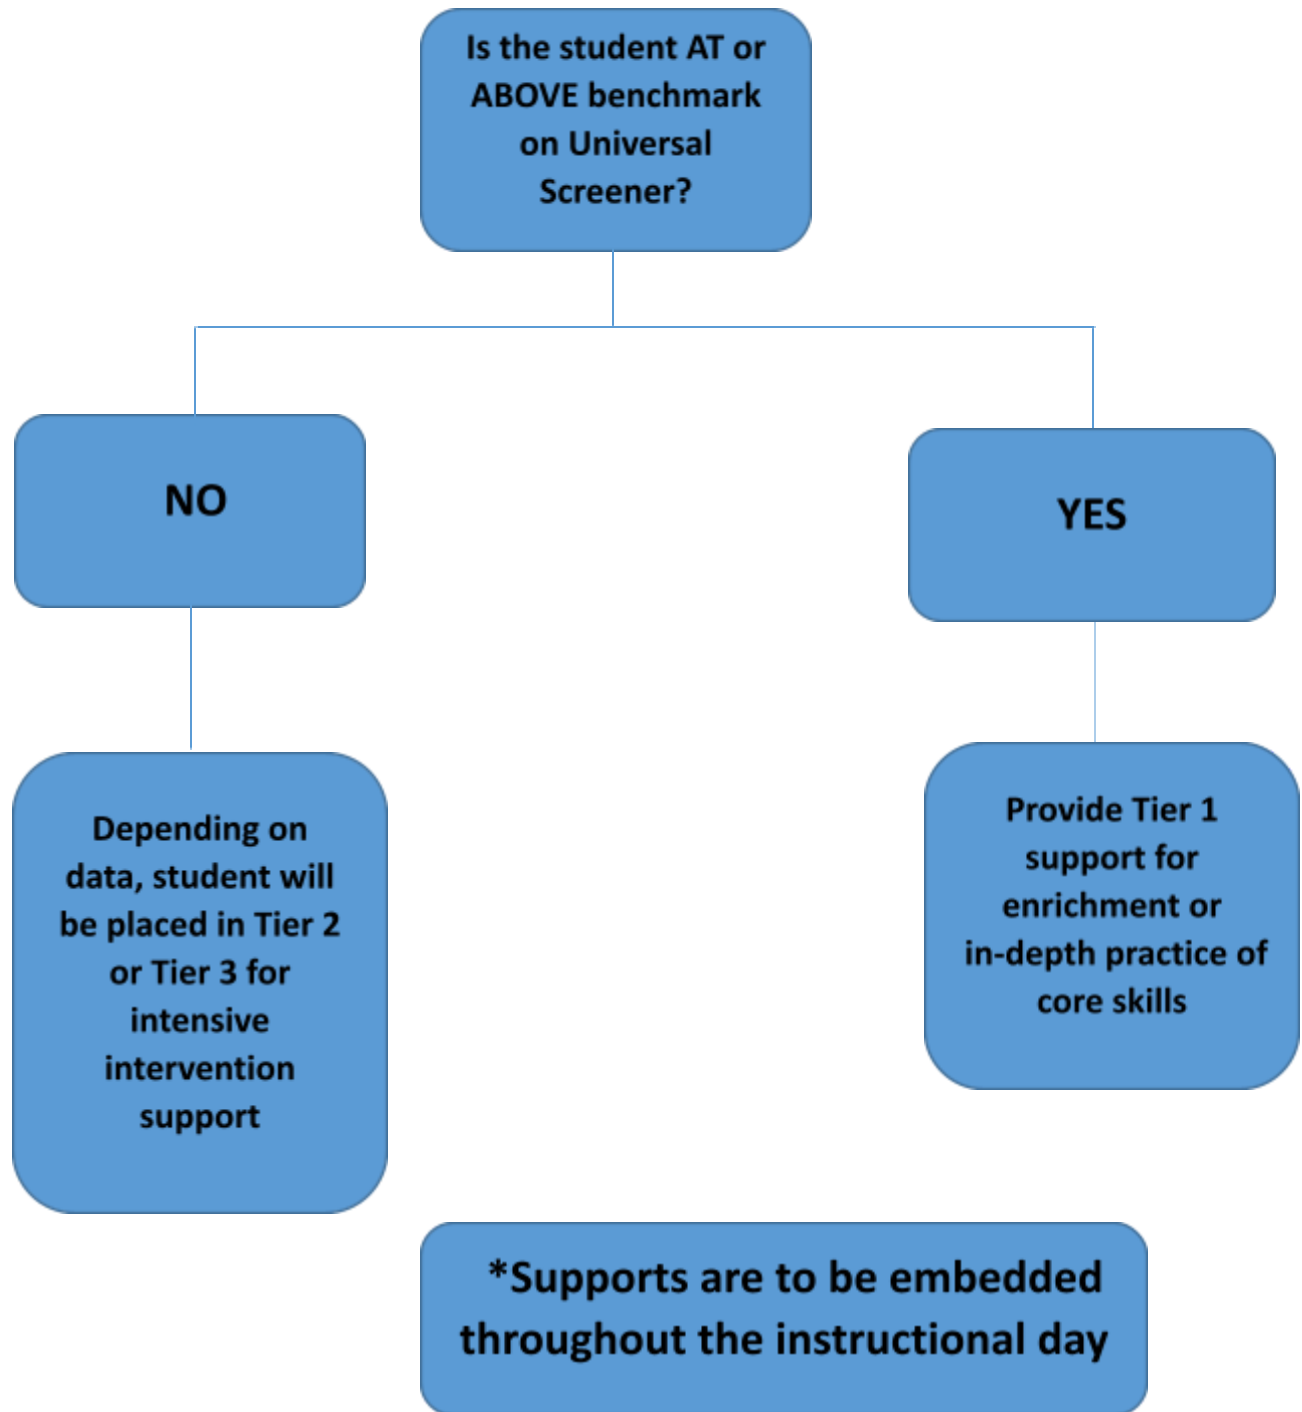 Is the student AT or
ABOVE benchmark
on Universal
Screener?
NO
YES
Depending on
data, student will
be placed in Tier 2
or Tier 3 for
intensive
intervention
support
Provide Tier 1
support for
enrichment or
in-depth practice of
core skills
*Supports are to be embedded
throughout the instructional day